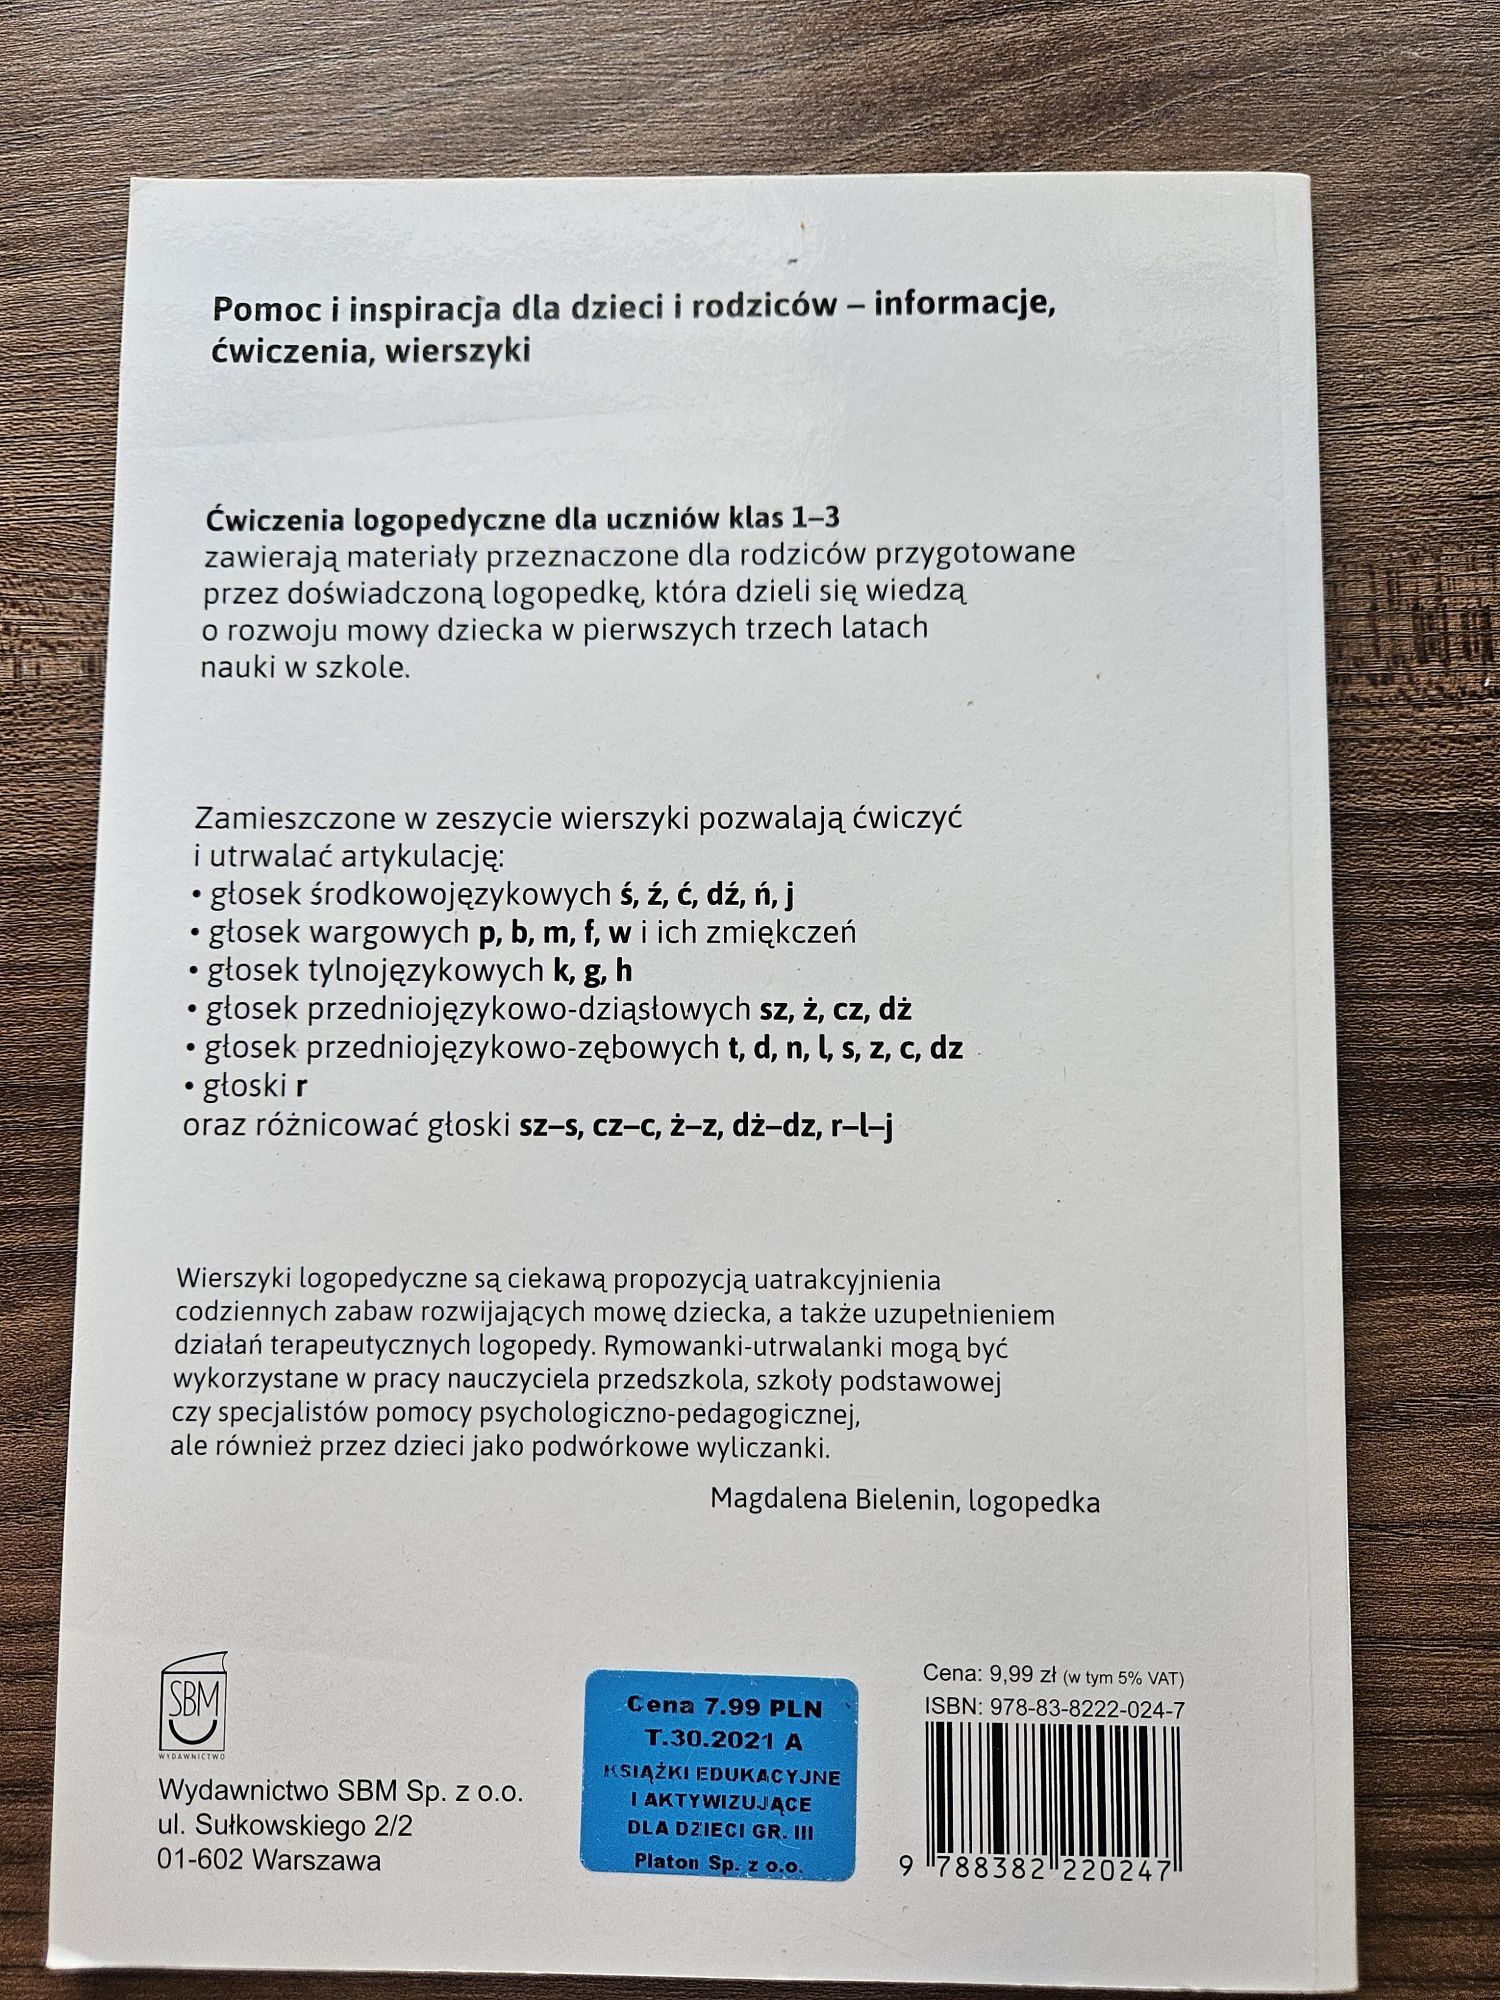 Pomoc i inspiracja dla dzieci i rodziców – informacje,
ćwiczenia, wierszyki
Ćwiczenia logopedyczne dla uczniów klas 1–3
zawierają materiały przeznaczone dla rodziców przygotowane
przez doświadczoną logopedkę, która dzieli się wiedzą
o rozwoju mowy dziecka w pierwszych trzech latach
nauki w szkole.
Zamieszczone w zeszycie wierszyki pozwalają ćwiczyć
i utrwalać artykulację:
• głosek środkowojęzykowych ś, ź, ć, dź, ń, j
• głosek wargowych p, b, m, f, w i ich zmiękczeń
• głosek tylnojęzykowych k, g, h
• głosek przedniojęzykowo-dziąsłowych sz, ż, cz, dż
• głosek przedniojęzykowo-zębowych t, d, n, l, s, z, c, dz
• głoski r
oraz różnicować głoski sz–s, cz–c, ż–z, dż–dz, r–l–j
Wierszyki logopedyczne są ciekawą propozycją uatrakcyjnienia
codziennych zabaw rozwijających mowę dziecka, a także uzupełnieniem
działań terapeutycznych logopedy. Rymowanki-utrwalanki mogą być
wykorzystane w pracy nauczyciela przedszkola, szkoły podstawowej
czy specjalistów pomocy psychologiczno-pedagogicznej,
ale również przez dzieci jako podwórkowe wyliczanki.
Magdalena Bielenin, logopedka
SBM
WYDAWNICTWO
Wydawnictwo SBM Sp. z o.o.
ul. Sułkowskiego 2/2
01-602 Warszawa
Cena 7.99 PLN
T.30.2021 A
KSIĄŻKI EDUKACYJNE
I AKTYWIZUJĄCE
DLA DZIECI GR. III
Platon Sp. z o.o.
Cena: 9,99 zł (w tym 5% VAT)
ISBN: 978-83-8222-024-7
9 788382 220247